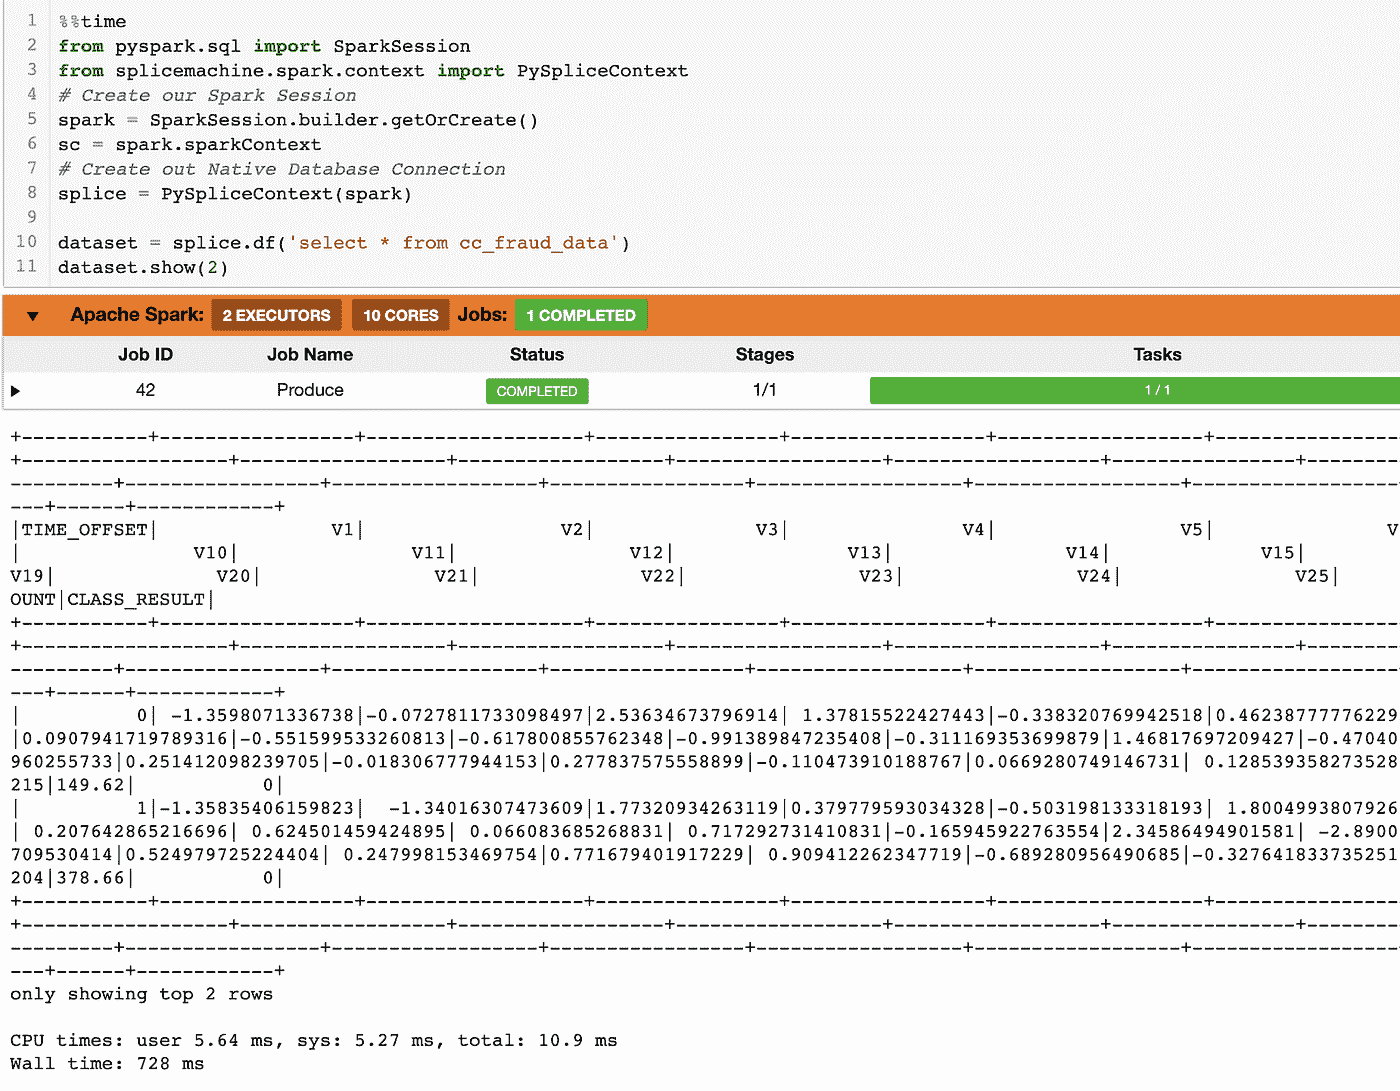 1 %%time
2 from pyspark.sql import SparkSession
3 from splicemachine.spark.context import PySpliceContext
4 # Create our Spark Session
5 spark = SparkSession.builder.getOrCreate()
6 sc = spark.sparkContext
7 # Create out Native Database Connection
8 splice = PySpliceContext(spark)
9
10 dataset = splice.df('select * from cc_fraud_data')
11 dataset.show(2)
▼ Apache Spark: 2 EXECUTORS 10 CORES Jobs: 1 COMPLETED
Job ID Job Name Status Stages Tasks
▶ 42 Produce COMPLETED 1/1 1 / 1
+-----------+-----------------+-------------------+----------------+-----------------+------------------+----------------
+------------------+------------------+------------------+------------------+------------------+----------------+--------
---------+-----------------+------------------+-----------------+------------------+------------------+------------------
---+------+------------+
|TIME_OFFSET| V1| V2| V3| V4| V5| V
| V10| V11| V12| V13| V14| V15|
V19| V20| V21| V22| V23| V24| V25|
OUNT|CLASS_RESULT|
+-----------+-----------------+-------------------+----------------+-----------------+------------------+----------------
+------------------+------------------+------------------+------------------+------------------+----------------+--------
---------+-----------------+------------------+-----------------+------------------+------------------+------------------
---+------+------------+
| 0| -1.3598071336738|-0.0727811733098497|2.53634673796914| 1.37815522427443|-0.338320769942518|0.46238777776229
|0.0907941719789316|-0.551599533260813|-0.617800855762348|-0.991389847235408|-0.311169353699879|1.46817697209427|-0.47040
960255733|0.251412098239705|-0.018306777944153|0.277837575558899|-0.110473910188767|0.0669280749146731| 0.128539358273528
215|149.62| 0|
| 1|-1.35835406159823| -1.34016307473609|1.77320934263119|0.379779593034328|-0.503198133318193| 1.8004993807926
| 0.207642865216696| 0.624501459424895| 0.066083685268831| 0.717292731410831|-0.165945922763554|2.34586494901581| -2.8900
709530414|0.524979725224404| 0.247998153469754|0.771679401917229| 0.909412262347719|-0.689280956490685|-0.327641833735251
204|378.66| 0|
+-----------+-----------------+-------------------+----------------+-----------------+------------------+----------------
+------------------+------------------+------------------+------------------+------------------+----------------+--------
---------+-----------------+------------------+-----------------+------------------+------------------+------------------
---+------+------------+
only showing top 2 rows
CPU times: user 5.64 ms, sys: 5.27 ms, total: 10.9 ms
Wall time: 728 ms